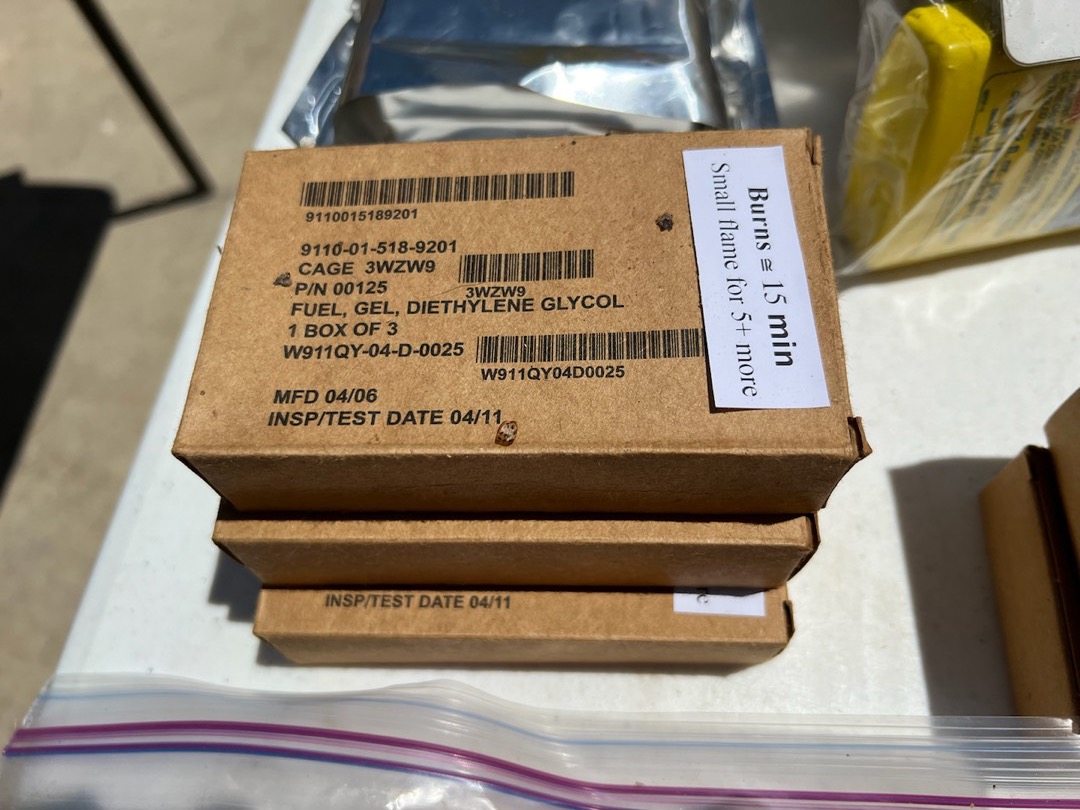 9110015189201
9110-01-518-9201
CAGE 3WZW9
3WZW9
P/N 00125
FUEL, GEL, DIETHYLENE GLYCOL
1 BOX OF 3
W911QY-04-D-0025
W911QY04D0025
MFD 04/06
INSP/TEST DATE 04/11
Burns ≅ 15 min
Small flame for 5+ more
INSP/TEST DATE 04/11